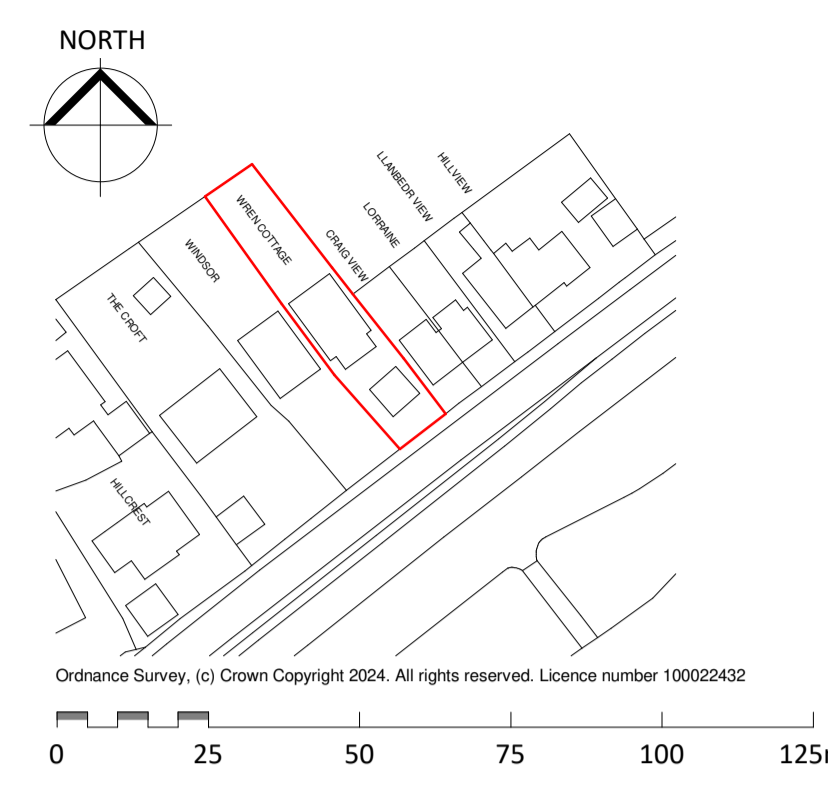 NORTH
HILLVIEW
LLANBEDR VIEW
LORRAINE
WREN COTTAGE
CRAIG VIEW
WINDSOR
THE CROFT
HILLCREST
Ordnance Survey, (c) Crown Copyright 2024. All rights reserved. Licence number 100022432
0 25 50 75 100 125